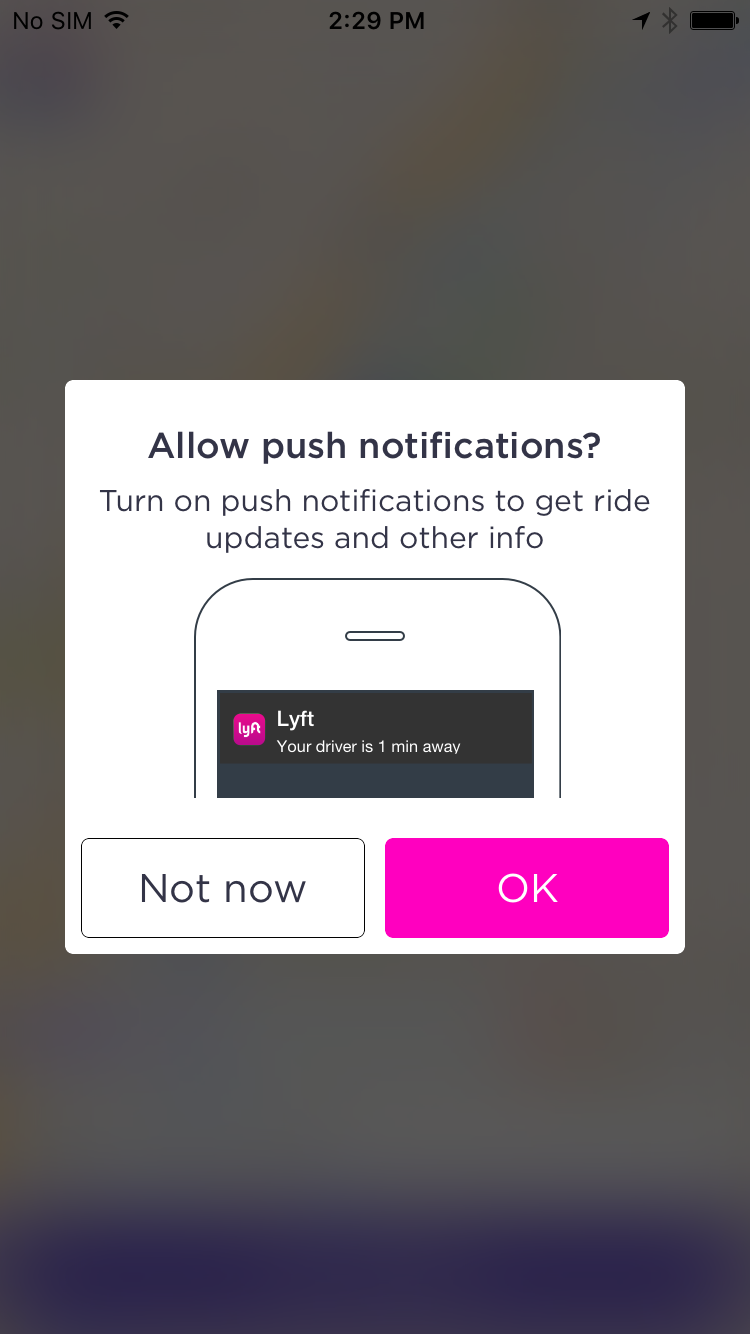 No SIM 2:29 PM
Allow push notifications?
Turn on push notifications to get ride
updates and other info
lyft
Lyft
Your driver is 1 min away
Not now
OK